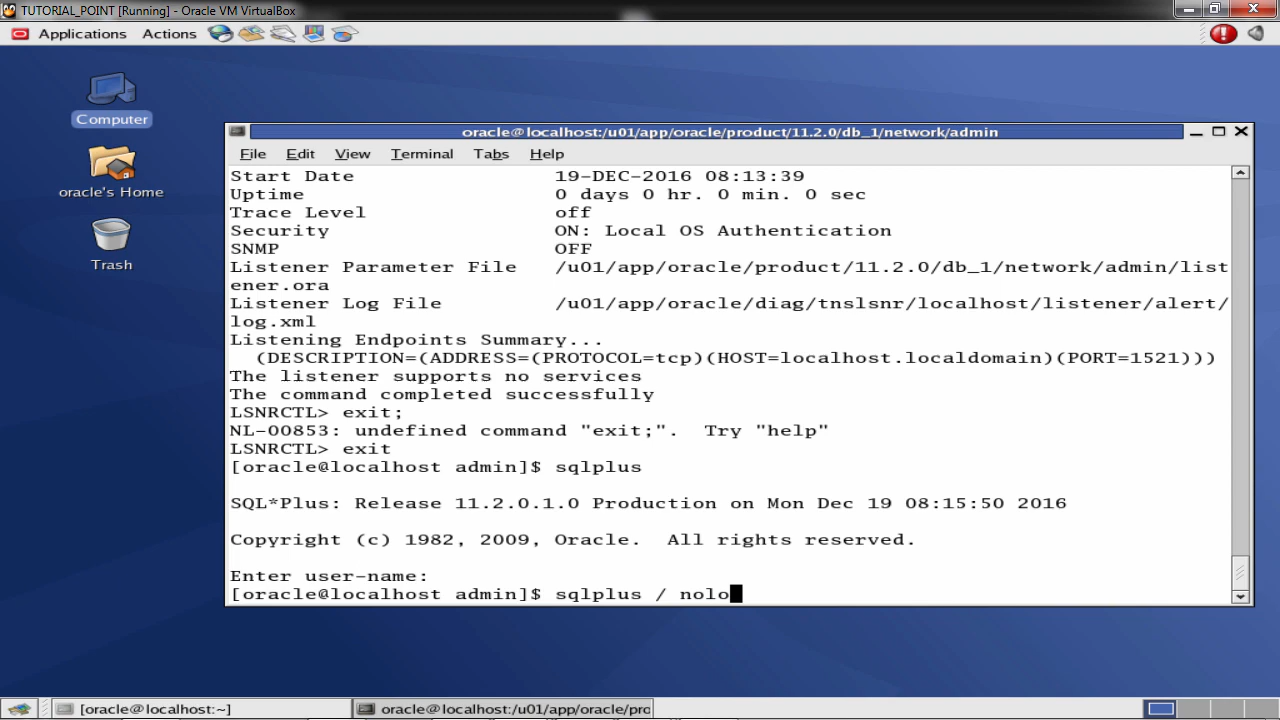 TUTORIAL_POINT [Running] - Oracle VM VirtualBox
Applications Actions
Computer
oracle's Home
Trash
oracle@localhost:/u01/app/oracle/product/11.2.0/db_1/network/admin
File Edit View Terminal Tabs Help
Start Date 19-DEC-2016 08:13:39
Uptime 0 days 0 hr. 0 min. 0 sec
Trace Level off
Security ON: Local OS Authentication
SNMP OFF
Listener Parameter File /u01/app/oracle/product/11.2.0/db_1/network/admin/list
ener.ora
Listener Log File /u01/app/oracle/diag/tnslsnr/localhost/listener/alert/
log.xml
Listening Endpoints Summary...
(DESCRIPTION=(ADDRESS=(PROTOCOL=tcp)(HOST=localhost.localdomain)(PORT=1521)))
The listener supports no services
The command completed successfully
LSNRCTL> exit;
NL-00853: undefined command "exit;". Try "help"
LSNRCTL> exit
[oracle@localhost admin]$ sqlplus
SQL*Plus: Release 11.2.0.1.0 Production on Mon Dec 19 08:15:50 2016
Copyright (c) 1982, 2009, Oracle. All rights reserved.
Enter user-name:
[oracle@localhost admin]$ sqlplus / nolo
[oracle@localhost:~] oracle@localhost:/u01/app/oracle/pro